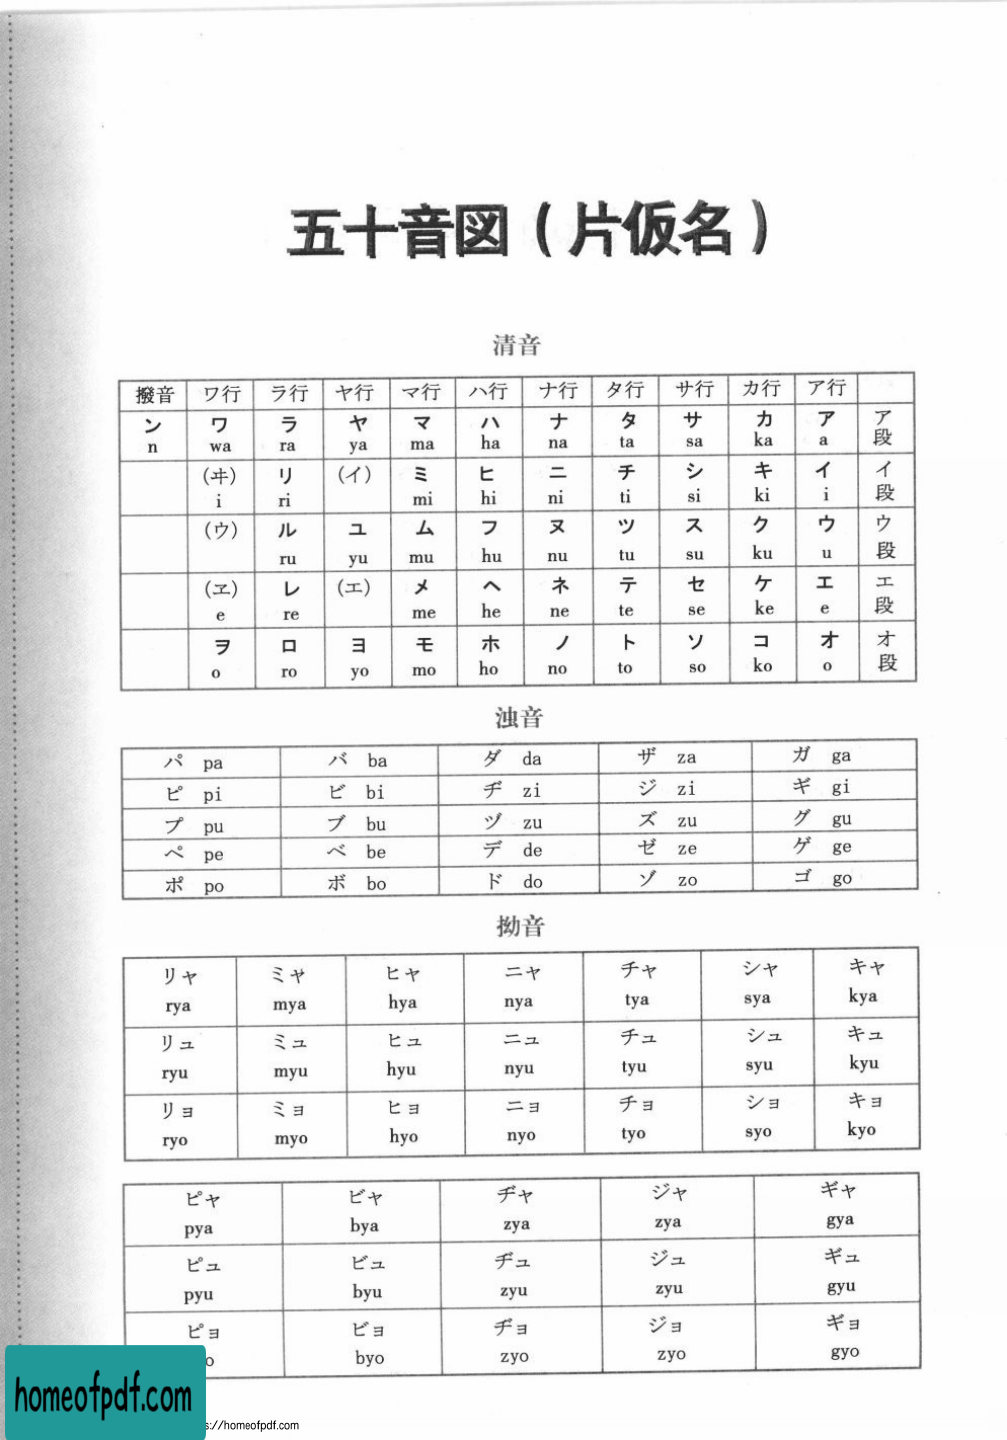 五十音図（片仮名）
清音
撥音 ワ行 ラ行 ヤ行 マ行 ハ行 ナ行 タ行 サ行 カ行 ア行
ン ワ ラ ヤ マ ハ ナ タ サ カ ア ア
n wa ra ya ma ha na ta sa ka a 段
(ヰ) リ (イ) ミ ヒ ニ チ シ キ イ イ
i ri mi hi ni ti si ki i 段
(ウ) ル ユ ム フ ヌ ツ ス ク ウ ウ
ru yu mu hu nu tu su ku u 段
(ヱ) レ (エ) メ ヘ ネ テ セ ケ エ エ
e re me he ne te se ke e 段
ヲ ロ ヨ モ ホ ノ ト ソ コ オ オ
o ro yo mo ho no to so ko o 段
浊音
パ pa バ ba ダ da ザ za ガ ga
ピ pi ビ bi ヂ zi ジ zi ギ gi
プ pu ブ bu ヅ zu ズ zu グ gu
ペ pe ベ be デ de ゼ ze ゲ ge
ポ po ボ bo ド do ゾ zo ゴ go
拗音
リャ ミャ ヒャ ニャ チャ シャ キャ
rya mya hya nya tya sya kya
リュ ミュ ヒュ ニュ チュ シュ キュ
ryu myu hyu nyu tyu syu kyu
リョ ミョ ヒョ ニョ チョ ショ キョ
ryo myo hyo nyo tyo syo kyo
ピャ ビャ ヂャ ジャ ギャ
pya bya zya zya gya
ピュ ビュ ヂュ ジュ ギュ
pyu byu zyu zyu gyu
ピョ ビョ ヂョ ジョ ギョ
o byo zyo zyo gyo
homeofpdf.com
s://homeofpdf.com